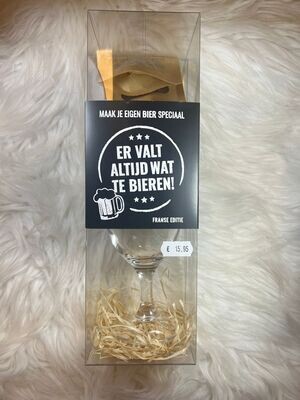 MAAK JE EIGEN BIER SPECIAAL
ER VALT
ALTIJD WAT
TE BIEREN!
FRANSE EDITIE
€ 15,95